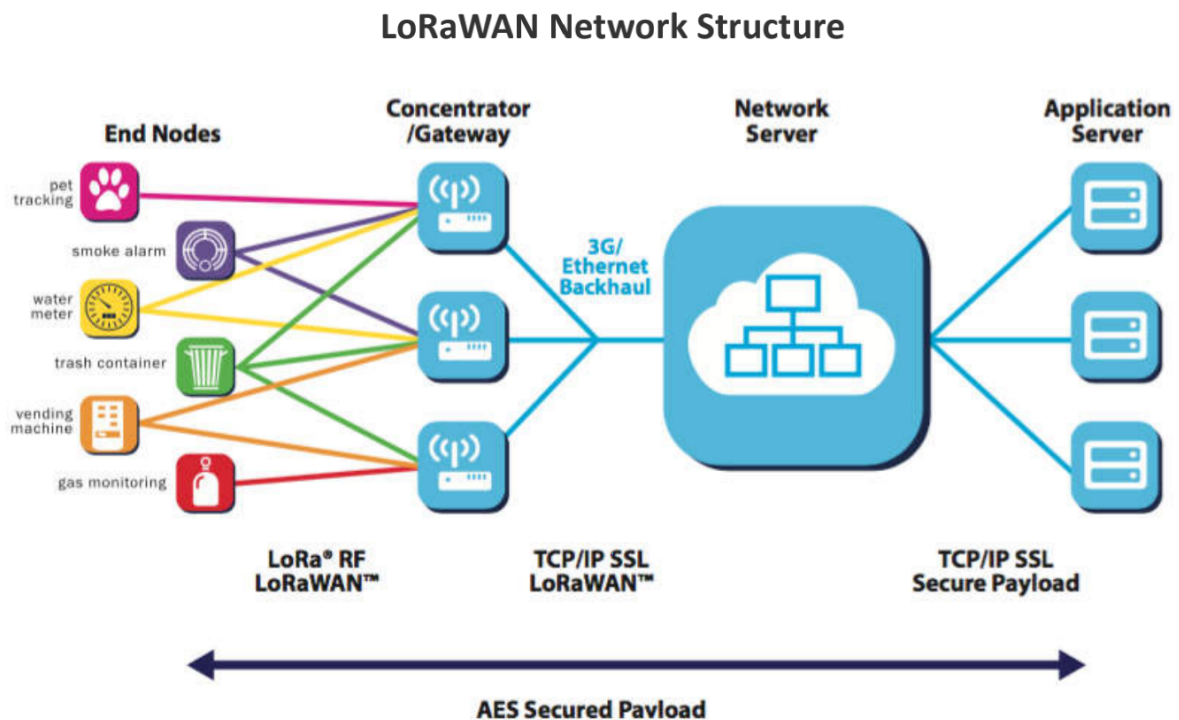 LoRaWAN Network Structure
End Nodes
Concentrator
/Gateway
Network
Server
Application
Server
pet
tracking
smoke alarm
water
meter
trash container
vending
machine
gas monitoring
3G/
Ethernet
Backhaul
LoRa® RF
LoRaWAN™
TCP/IP SSL
LoRaWAN™
TCP/IP SSL
Secure Payload
AES Secured Payload